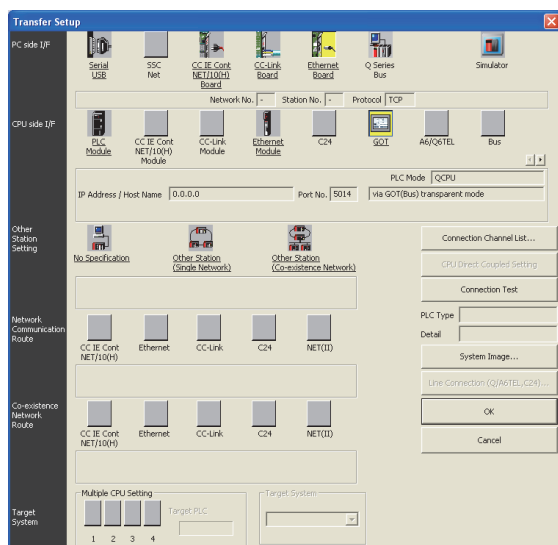 Transfer Setup
PC side I/F
Serial USB
SSC Net
CC IE Cont NET/10(H) Board
CC-Link Board
Ethernet Board
Q Series Bus
Simulator
Network No. - Station No. - Protocol TCP
CPU side I/F
PLC Module
CC IE Cont NET/10(H) Module
CC-Link Module
Ethernet Module
C24
GOT
A6/Q6TEL
Bus
PLC Mode QCPU
IP Address / Host Name 0.0.0.0 Port No. 5014 via GOT(Bus) transparent mode
Other Station Setting
No Specification
Other Station (Single Network)
Other Station (Co-existence Network)
Connection Channel List...
CPU Direct Coupled Setting
Connection Test
PLC Type
Detail
System Image...
Line Connection (Q/A6TEL,C24)...
OK
Cancel
Network Communication Route
CC IE Cont NET/10(H)
Ethernet
CC-Link
C24
NET(II)
Co-existence Network Route
CC IE Cont NET/10(H)
Ethernet
CC-Link
C24
NET(II)
Target System
Multiple CPU Setting
1 2 3 4
Target PLC
Target System